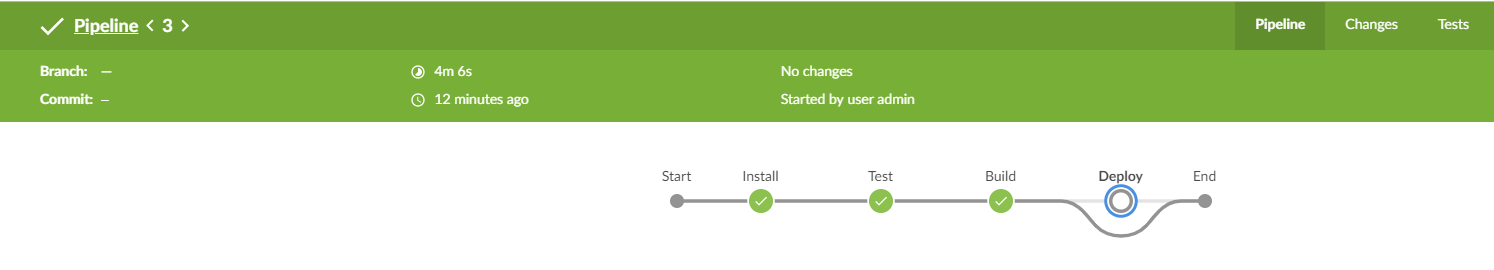 Pipeline < 3 >
Pipeline Changes Tests
Branch: — 4m 6s No changes
Commit: — 12 minutes ago Started by user admin
Start Install Test Build Deploy End